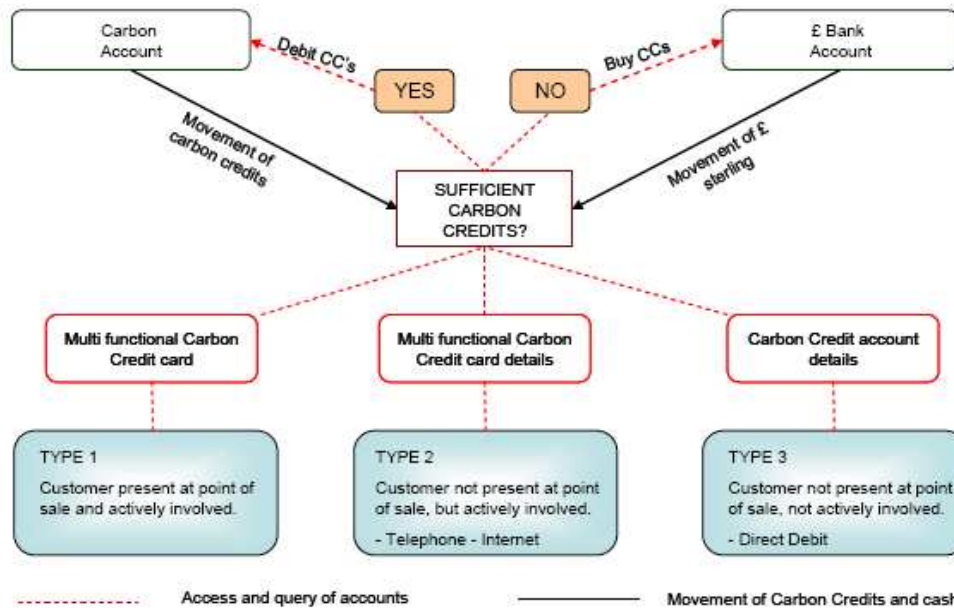 Carbon
Account
£ Bank
Account
Debit CC's
Buy CCs
YES
NO
Movement of
carbon credits
Movement of £
sterling
SUFFICIENT
CARBON
CREDITS?
Multi functional Carbon
Credit card
Multi functional Carbon
Credit card details
Carbon Credit account
details
TYPE 1
Customer present at point of
sale and actively involved.
TYPE 2
Customer not present at point
of sale, but actively involved.
- Telephone - Internet
TYPE 3
Customer not present at point
of sale, not actively involved.
- Direct Debit
Access and query of accounts
Movement of Carbon Credits and cash